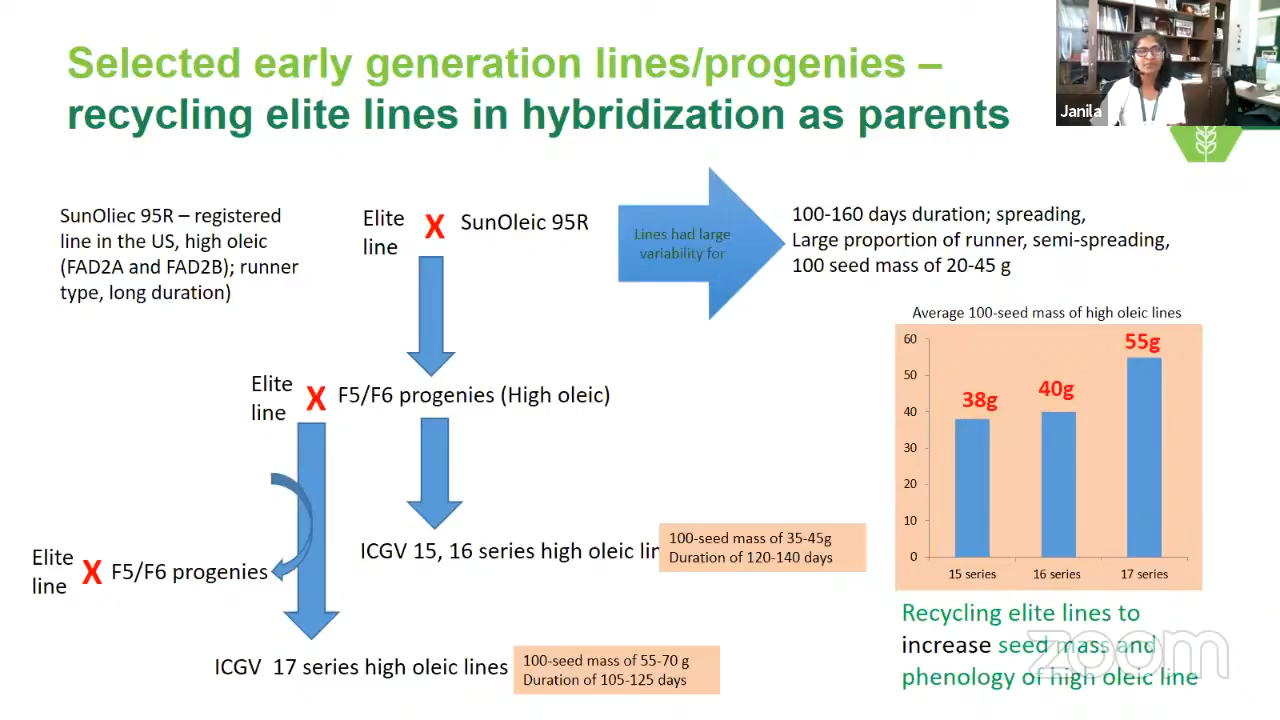 Selected early generation lines/progenies –
recycling elite lines in hybridization as parents
Janila
SunOliec 95R – registered
line in the US, high oleic
(FAD2A and FAD2B); runner
type, long duration)
Elite
line
X
SunOleic 95R
Lines had large
variability for
100-160 days duration; spreading,
Large proportion of runner, semi-spreading,
100 seed mass of 20-45 g
Elite
line
X
F5/F6 progenies (High oleic)
ICGV 15, 16 series high oleic lin
100-seed mass of 35-45g
Duration of 120-140 days
Elite
line
X
F5/F6 progenies
ICGV 17 series high oleic lines
100-seed mass of 55-70 g
Duration of 105-125 days
Average 100-seed mass of high oleic lines
60
50
40
30
20
10
0
38g
40g
55g
15 series
16 series
17 series
Recycling elite lines to
increase seed mass and
phenology of high oleic line
zoom